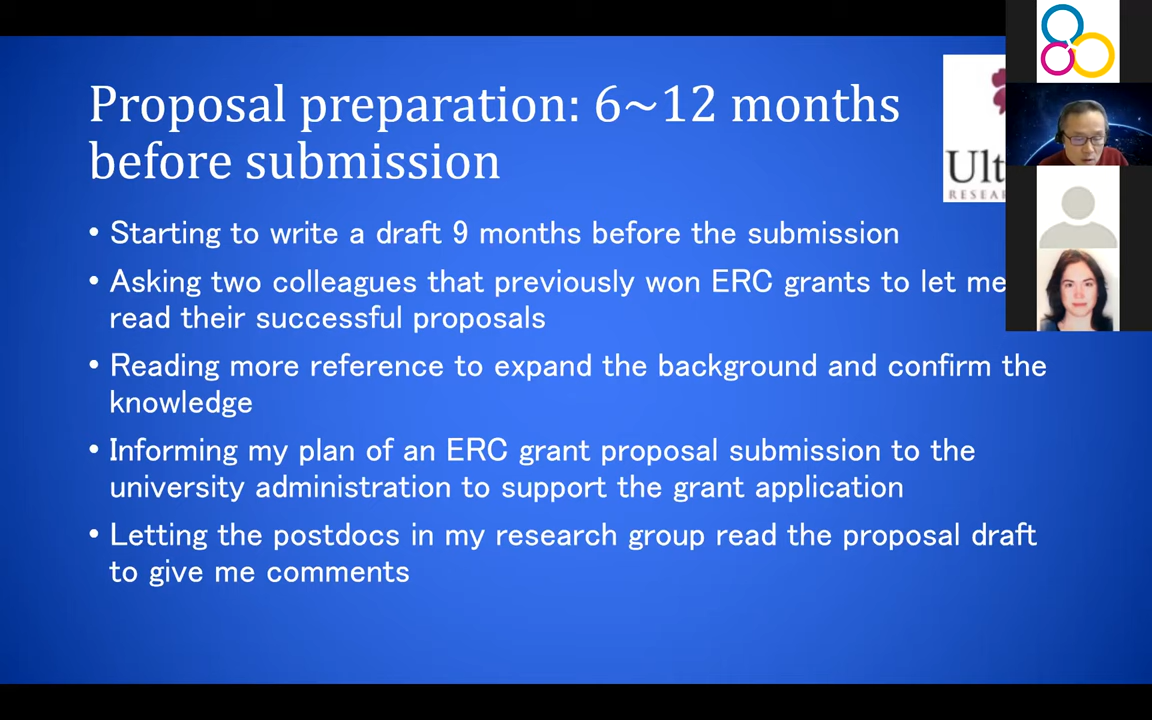 Proposal preparation: 6~12 months
before submission
• Starting to write a draft 9 months before the submission
• Asking two colleagues that previously won ERC grants to let me
read their successful proposals
• Reading more reference to expand the background and confirm the
knowledge
• Informing my plan of an ERC grant proposal submission to the
university administration to support the grant application
• Letting the postdocs in my research group read the proposal draft
to give me comments